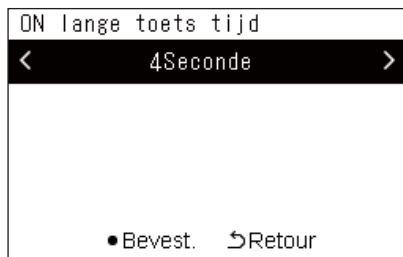 ON lange toets tijd
< 4Seconde >
●Bevest. ⮌Retour